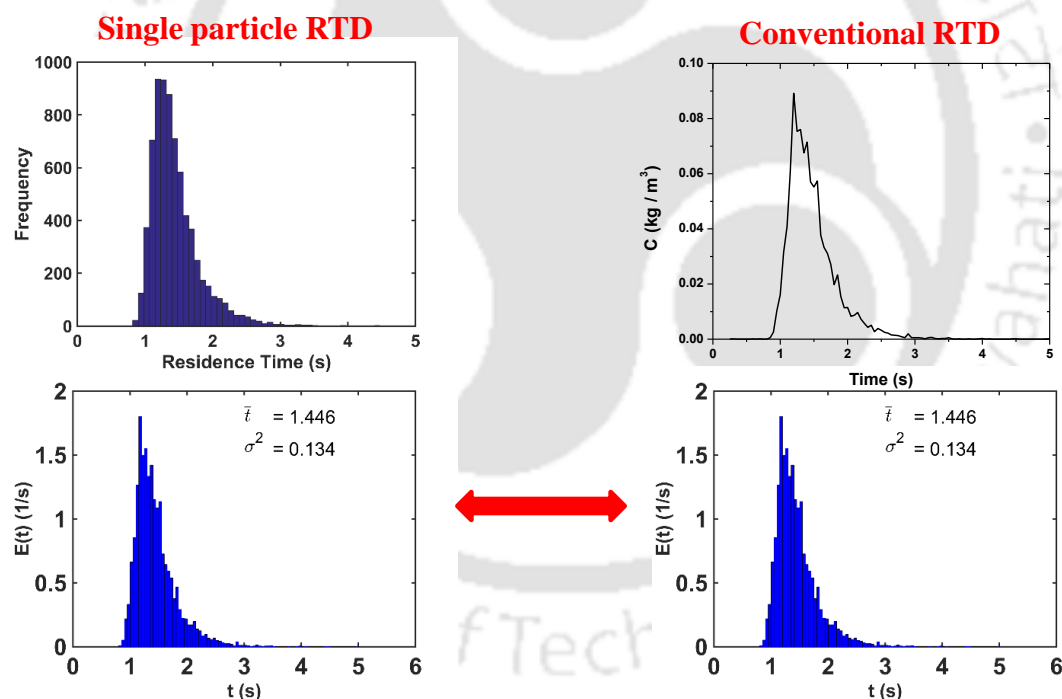 Single particle RTD
1000
800
600
400
200
0
Frequency
0 1 2 3 4 5
Residence Time (s)
Conventional RTD
0.10
0.08
0.06
0.04
0.02
0.00
C (kg / m³)
0 1 2 3 4 5
Time (s)
2
1.5
1
0.5
0
E(t) (1/s)
t̄ = 1.446
σ² = 0.134
0 1 2 3 4 5 6
t (s)
2
1.5
1
0.5
0
E(t) (1/s)
t̄ = 1.446
σ² = 0.134
0 1 2 3 4 5 6
t (s)
f Tech